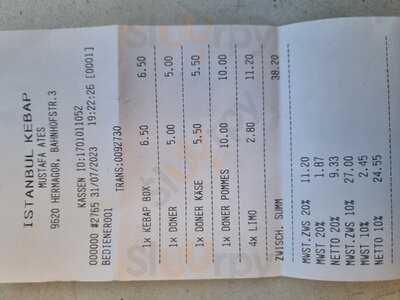 ISTANBUL KEBAP
MUSTAFA ATES
9620 HERMAGOR, BAHNHOFSTR.3
KASSEN ID:1701011052
000000 #2765 31/07/2023 19:22:26 [0001]
BEDIENER001
TRANS:0092730
1x KEBAP BOX 6.50 6.50
1x DONER 5.00 5.00
1x DONER KASE 5.50 5.50
1x DONER POMMES 10.00 10.00
4x LIMO 2.80 11.20
ZWISCH. SUMM 38.20
MWST.ZWS 20% 11.20
MWST 20% 1.87
NETTO 20% 9.33
MWST.ZWS 10% 27.00
MWST 10% 2.45
NETTO 10% 24.55